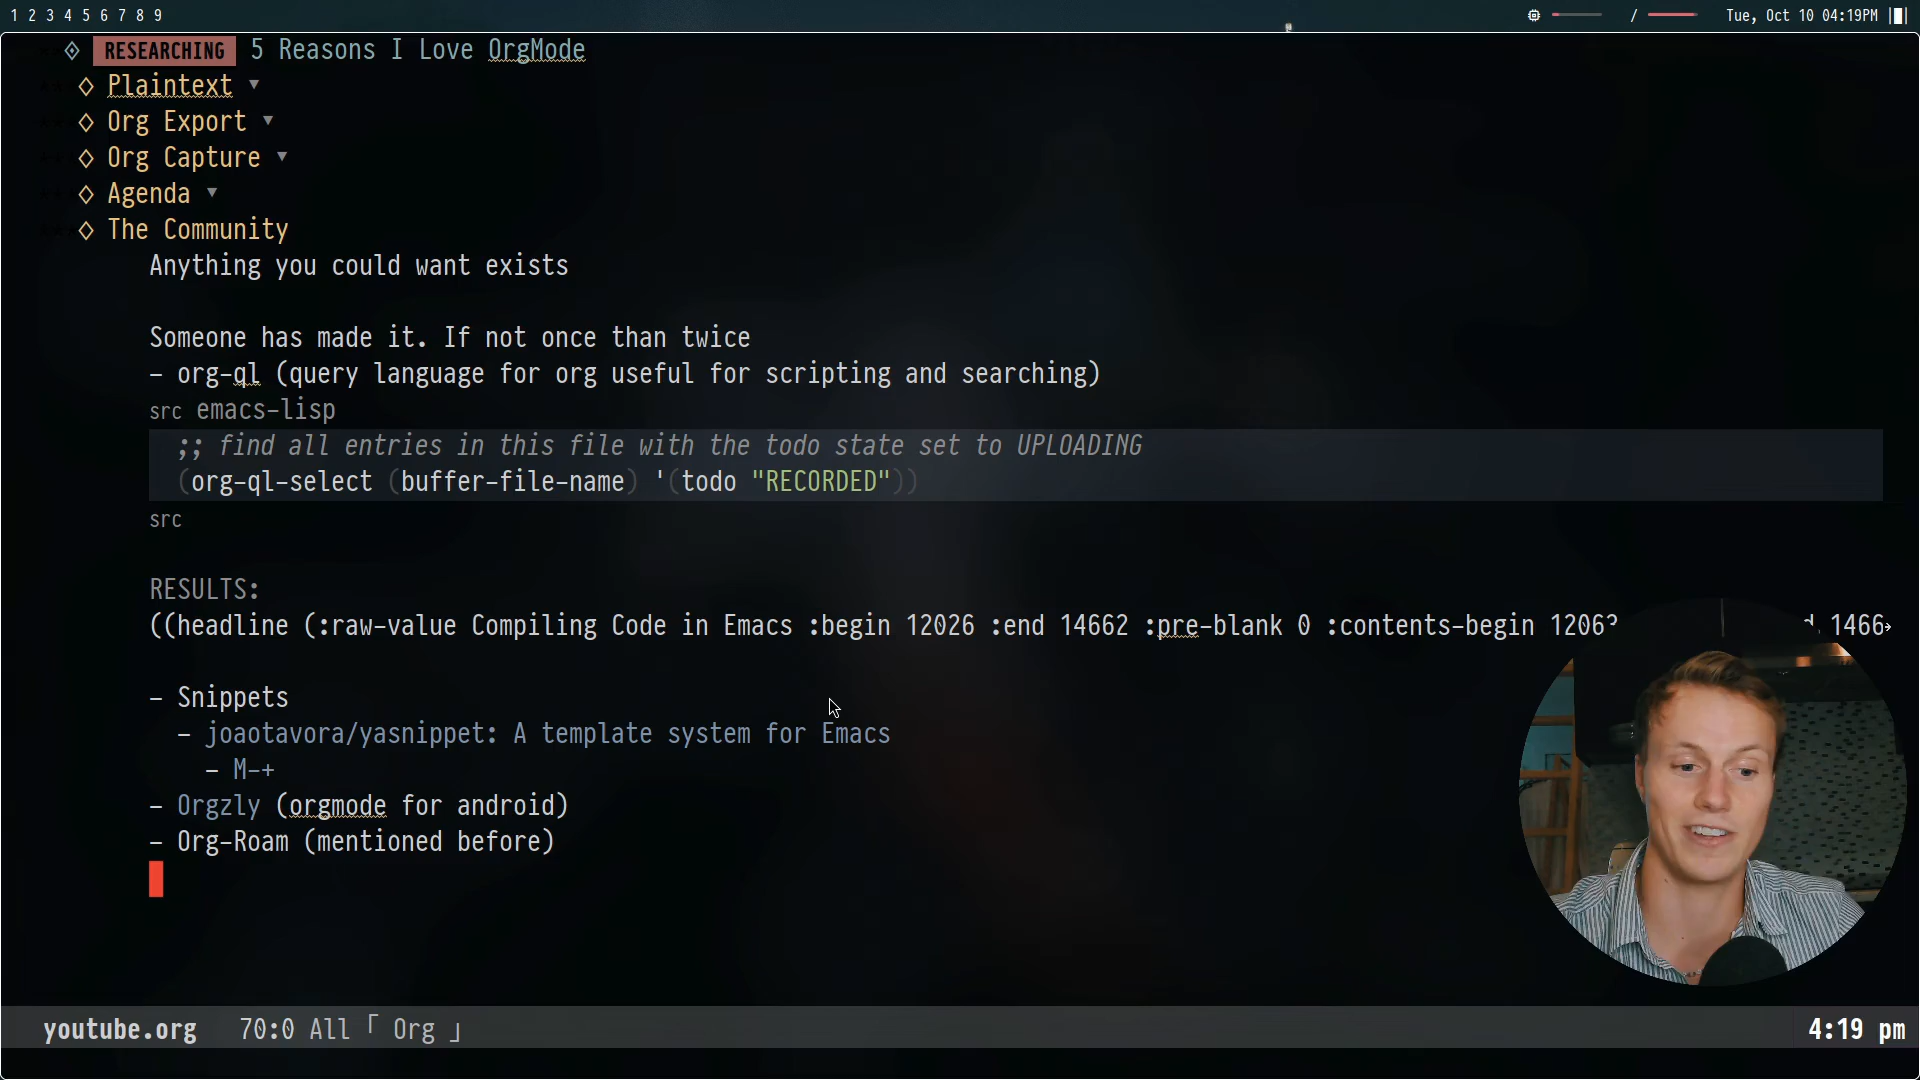 1 2 3 4 5 6 7 8 9
/ Tue, Oct 10 04:19PM
RESEARCHING 5 Reasons I Love OrgMode
Plaintext
Org Export
Org Capture
Agenda
The Community
Anything you could want exists
Someone has made it. If not once than twice
- org-ql (query language for org useful for scripting and searching)
src emacs-lisp
;; find all entries in this file with the todo state set to UPLOADING
(org-ql-select (buffer-file-name) '(todo "RECORDED"))
src
RESULTS:
((headline (:raw-value Compiling Code in Emacs :begin 12026 :end 14662 :pre-blank 0 :contents-begin
- Snippets
- joaotavora/yasnippet: A template system for Emacs
- M-+
- Orgzly (orgmode for android)
- Org-Roam (mentioned before)
youtube.org 70:0 All 「 Org 」 4:19 pm